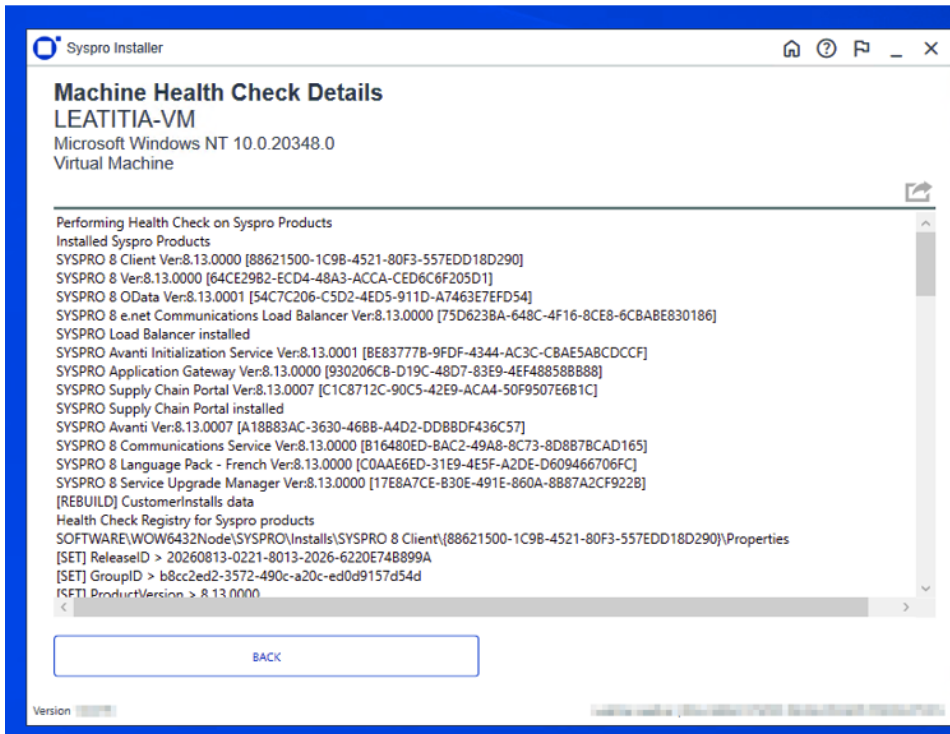 Syspro Installer
Machine Health Check Details
LEATITIA-VM
Microsoft Windows NT 10.0.20348.0
Virtual Machine
Performing Health Check on Syspro Products
Installed Syspro Products
SYSPRO 8 Client Ver:8.13.0000 [88621500-1C9B-4521-80F3-557EDD18D290]
SYSPRO 8 Ver:8.13.0000 [64CE29B2-ECD4-48A3-ACCA-CED6C6F205D1]
SYSPRO 8 OData Ver:8.13.0001 [54C7C206-C5D2-4ED5-911D-A7463E7EFD54]
SYSPRO 8 e.net Communications Load Balancer Ver:8.13.0000 [75D623BA-648C-4F16-8CE8-6CBABE830186]
SYSPRO Load Balancer installed
SYSPRO Avanti Initialization Service Ver:8.13.0001 [BE83777B-9FDF-4344-AC3C-CBAE5ABCDCCF]
SYSPRO Application Gateway Ver:8.13.0000 [930206CB-D19C-48D7-83E9-4EF48858BB88]
SYSPRO Supply Chain Portal Ver:8.13.0007 [C1C8712C-90C5-42E9-ACA4-50F9507E6B1C]
SYSPRO Supply Chain Portal installed
SYSPRO Avanti Ver:8.13.0007 [A18B83AC-3630-46BB-A4D2-DDBBDF436C57]
SYSPRO 8 Communications Service Ver:8.13.0000 [B16480ED-BAC2-49A8-8C73-8D8B7BCAD165]
SYSPRO 8 Language Pack - French Ver:8.13.0000 [C0AAE6ED-31E9-4E5F-A2DE-D609466706FC]
SYSPRO 8 Service Upgrade Manager Ver:8.13.0000 [17E8A7CE-B30E-491E-860A-8B87A2CF922B]
[REBUILD] CustomerInstalls data
Health Check Registry for Syspro products
SOFTWARE\WOW6432Node\SYSPRO\Installs\SYSPRO 8 Client\{88621500-1C9B-4521-80F3-557EDD18D290}\Properties
[SET] ReleaseID > 20260813-0221-8013-2026-6220E74B899A
[SET] GroupID > b8cc2ed2-3572-490c-a20c-ed0d9157d54d
[SET] ProductVersion > 8.13.0000
BACK
Version